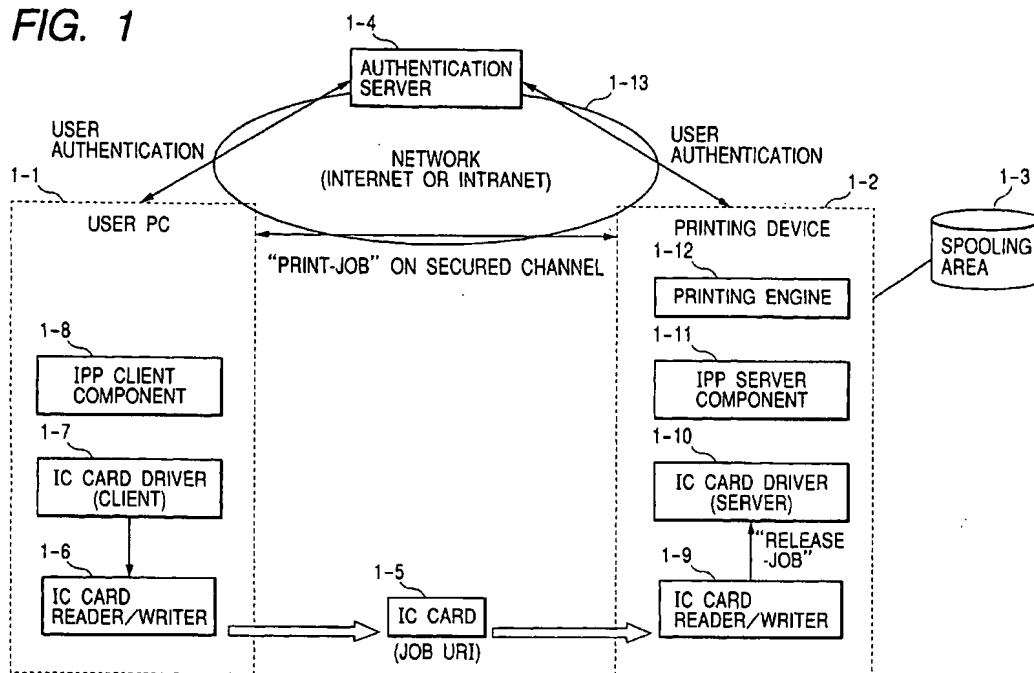 FIG. 1
1-4
AUTHENTICATION
SERVER
1-13
USER
AUTHENTICATION
USER
AUTHENTICATION
NETWORK
(INTERNET OR INTRANET)
1-1
USER PC
1-2
PRINTING DEVICE
1-3
SPOOLING
AREA
"PRINT-JOB" ON SECURED CHANNEL
1-12
PRINTING ENGINE
1-8
IPP CLIENT
COMPONENT
1-11
IPP SERVER
COMPONENT
1-7
IC CARD DRIVER
(CLIENT)
1-10
IC CARD DRIVER
(SERVER)
"RELEASE
-JOB"
1-6
IC CARD
READER/WRITER
1-5
IC CARD
(JOB URI)
1-9
IC CARD
READER/WRITER